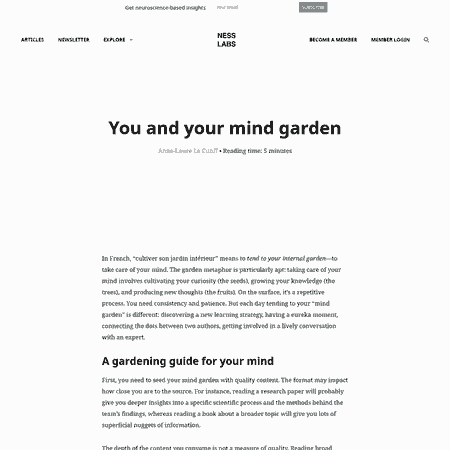 Get neuroscience-based insights
Your email
ARTICLES
NEWSLETTER
EXPLORE
NESS
LABS
BECOME A MEMBER
MEMBER LOGIN
You and your mind garden
Anne-Laure Le Cunff • Reading time: 5 minutes
In French, “cultiver son jardin intérieur” means to tend to your internal garden—to
take care of your mind. The garden metaphor is particularly apt: taking care of your
mind involves cultivating your curiosity (the seeds), growing your knowledge (the
trees), and producing new thoughts (the fruits). On the surface, it’s a repetitive
process. You need consistency and patience. But each day tending to your “mind
garden” is different: discovering a new learning strategy, having a eureka moment,
connecting the dots between two authors, getting involved in a lively conversation
with an expert.
A gardening guide for your mind
First, you need to seed your mind garden with quality content. The format may impact
how close you are to the source. For instance, reading a research paper will probably
give you deeper insights into a specific scientific process and the methods behind the
team’s findings, whereas reading a book about a broader topic will give you lots of
superficial nuggets of information.
The depth of the content you consume is not a measure of quality. Reading broad